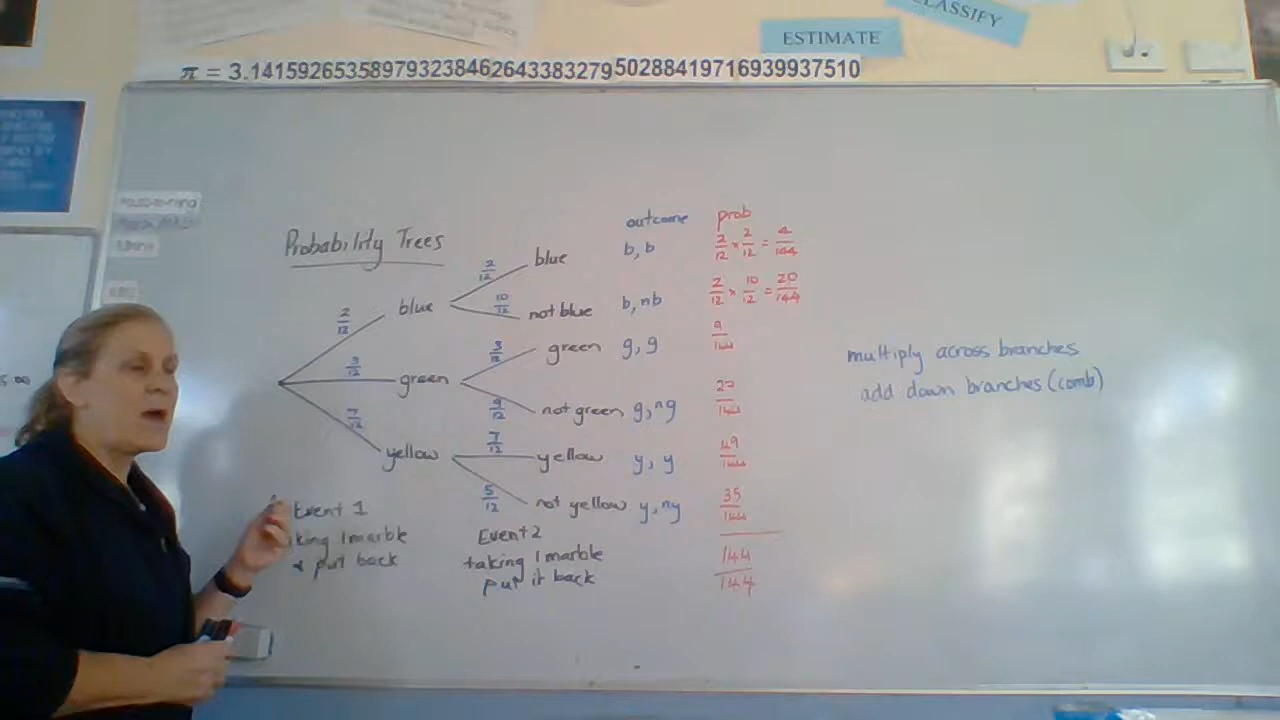 CLASSIFY
ESTIMATE
π = 3.14159265358979323846264338327950288419716939937510
Probability Trees
outcome prob
2/12 blue b, b 2/12 × 2/12 = 4/144
2/12 blue 10/12 not blue b, nb 2/12 × 10/12 = 20/144
3/12 green 3/12 green g, g 9/144
9/12 not green g, ng 27/144
7/12 yellow 7/12 yellow y, y 49/144
5/12 not yellow y, ny 35/144
144/144
multiply across branches
add down branches (comb)
Event 1
1 marble
put back
Event 2
taking 1 marble
put it back